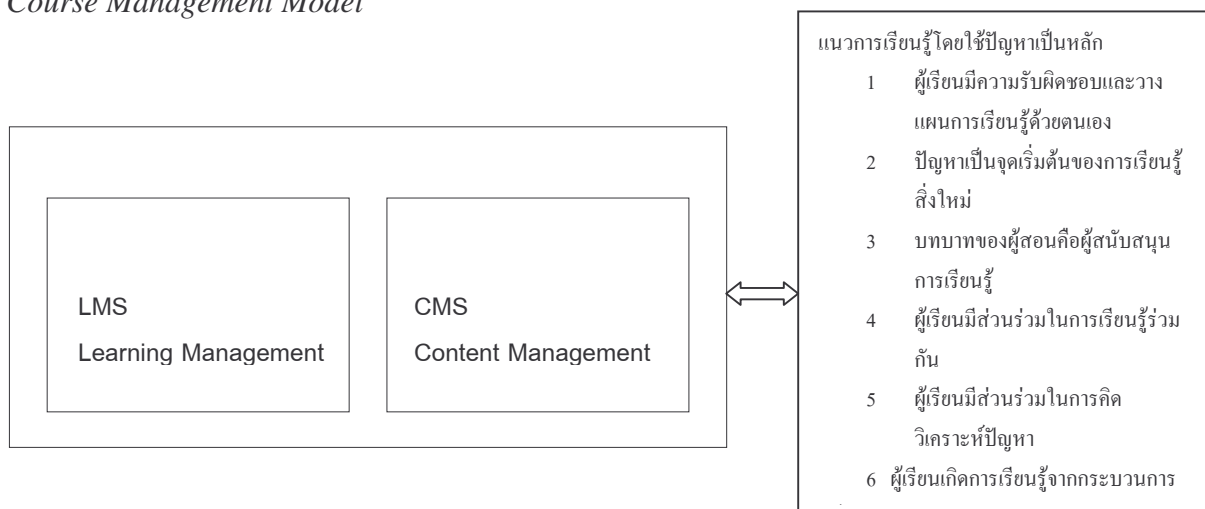 Course Management Model
LMS
Learning Management
CMS
Content Management
แนวการเรียนรู้โดยใช้ปัญหาเป็นหลัก
1 ผู้เรียนมีความรับผิดชอบและวาง
แผนการเรียนรู้ด้วยตนเอง
2 ปัญหาเป็นจุดเริ่มต้นของการเรียนรู้
สิ่งใหม่
3 บทบาทของผู้สอนคือผู้สนับสนุน
การเรียนรู้
4 ผู้เรียนมีส่วนร่วมในการเรียนรู้ร่วม
กัน
5 ผู้เรียนมีส่วนร่วมในการคิด
วิเคราะห์ปัญหา
6 ผู้เรียนเกิดการเรียนรู้จากกระบวนการ